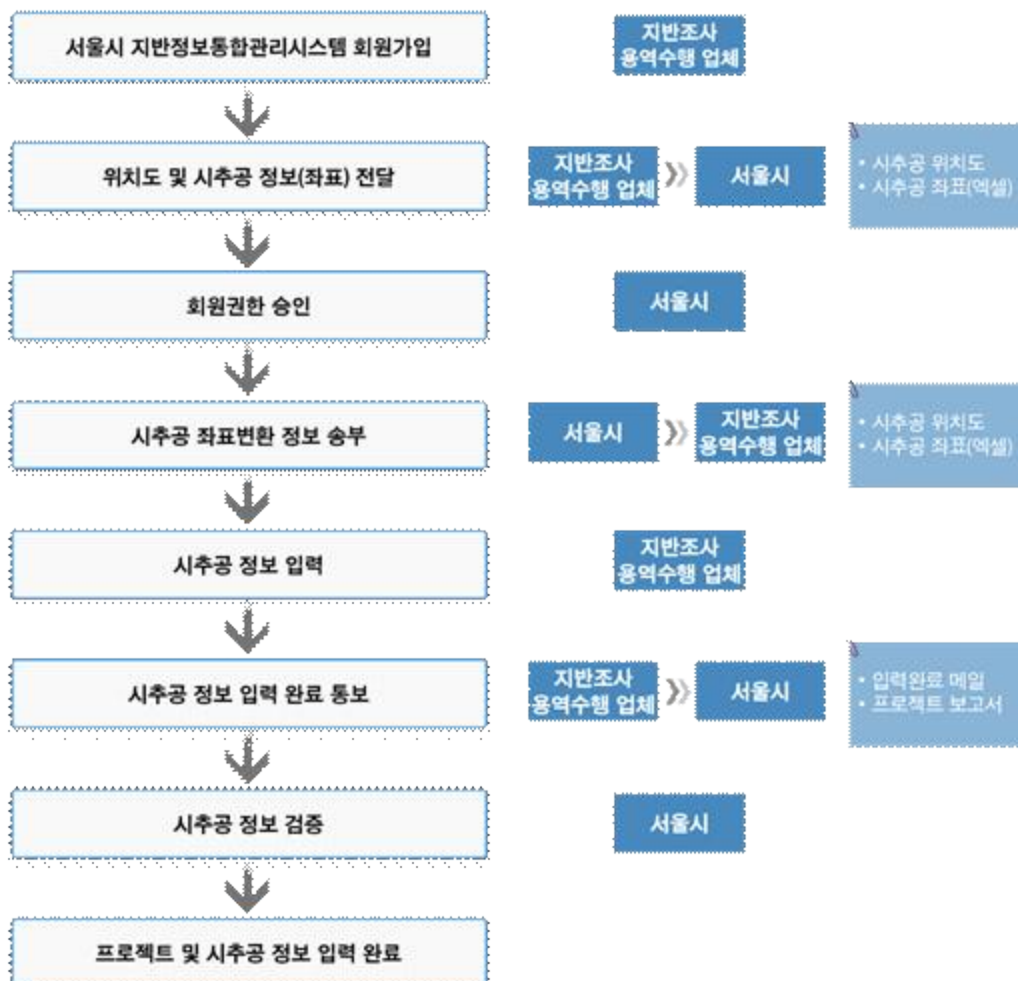 서울시 지반정보통합관리시스템 회원가입
지반조사
용역수행 업체
위치도 및 시추공 정보(좌표) 전달
지반조사
용역수행 업체
서울시
• 시추공 위치도
• 시추공 좌표(엑셀)
회원권한 승인
서울시
시추공 좌표변환 정보 송부
서울시
지반조사
용역수행 업체
• 시추공 위치도
• 시추공 좌표(엑셀)
시추공 정보 입력
지반조사
용역수행 업체
시추공 정보 입력 완료 통보
지반조사
용역수행 업체
서울시
• 입력완료 메일
• 프로젝트 보고서
시추공 정보 검증
서울시
프로젝트 및 시추공 정보 입력 완료